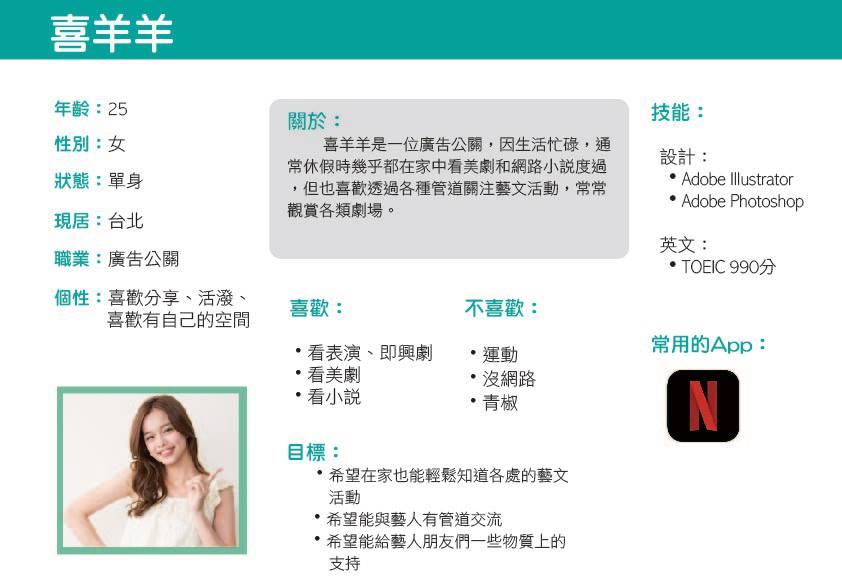 喜羊羊
年齡：25
性別：女
狀態：單身
現居：台北
職業：廣告公關
個性：喜歡分享、活潑、
喜歡有自己的空間
關於：
喜羊羊是一位廣告公關，因生活忙碌，通
常休假時幾乎都在家中看美劇和網路小說度過
，但也喜歡透過各種管道關注藝文活動，常常
觀賞各類劇場。
喜歡：
•看表演、即興劇
•看美劇
•看小說
不喜歡：
•運動
•沒網路
•青椒
目標：
•希望在家也能輕鬆知道各處的藝文
活動
•希望能與藝人有管道交流
•希望能給藝人朋友們一些物質上的
支持
技能：
設計：
•Adobe Illustrator
•Adobe Photoshop
英文：
•TOEIC 990分
常用的App：
N